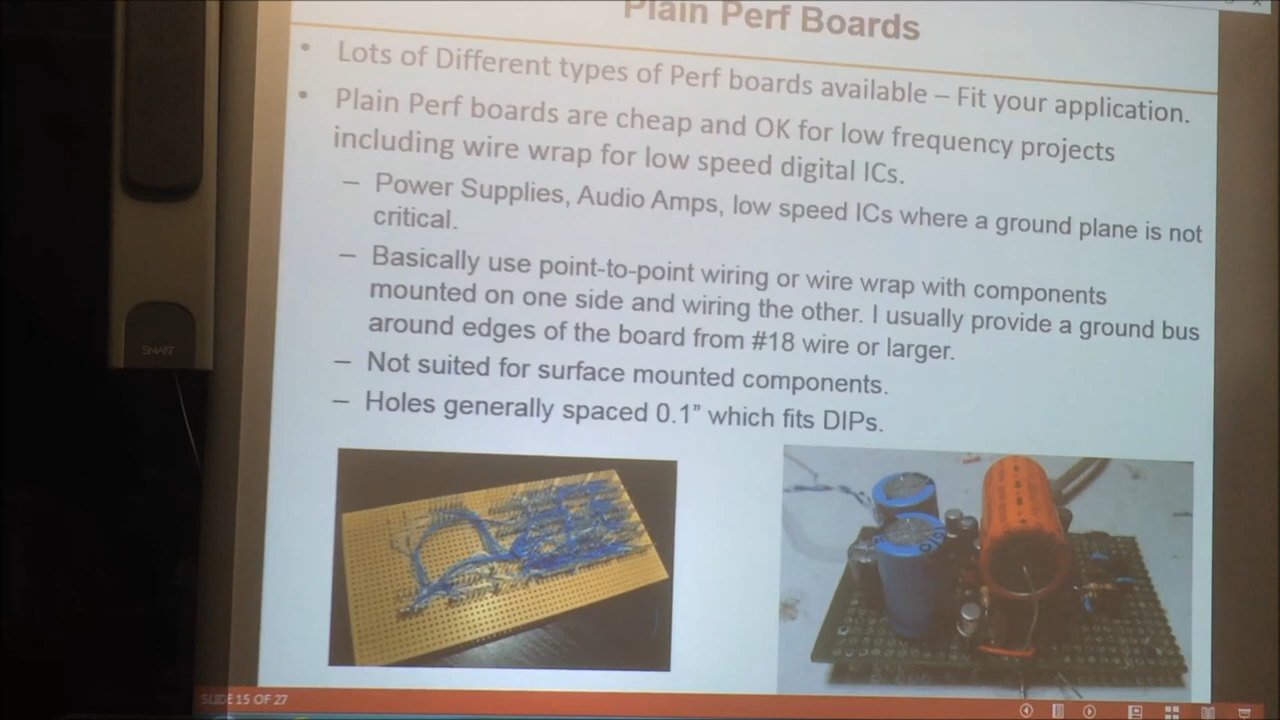 Plain Perf Boards
• Lots of Different types of Perf boards available – Fit your application.
• Plain Perf boards are cheap and OK for low frequency projects
including wire wrap for low speed digital ICs.
– Power Supplies, Audio Amps, low speed ICs where a ground plane is not
critical.
– Basically use point-to-point wiring or wire wrap with components
mounted on one side and wiring the other. I usually provide a ground bus
around edges of the board from #18 wire or larger.
– Not suited for surface mounted components.
– Holes generally spaced 0.1” which fits DIPs.
SMART
SLIDE 15 OF 27